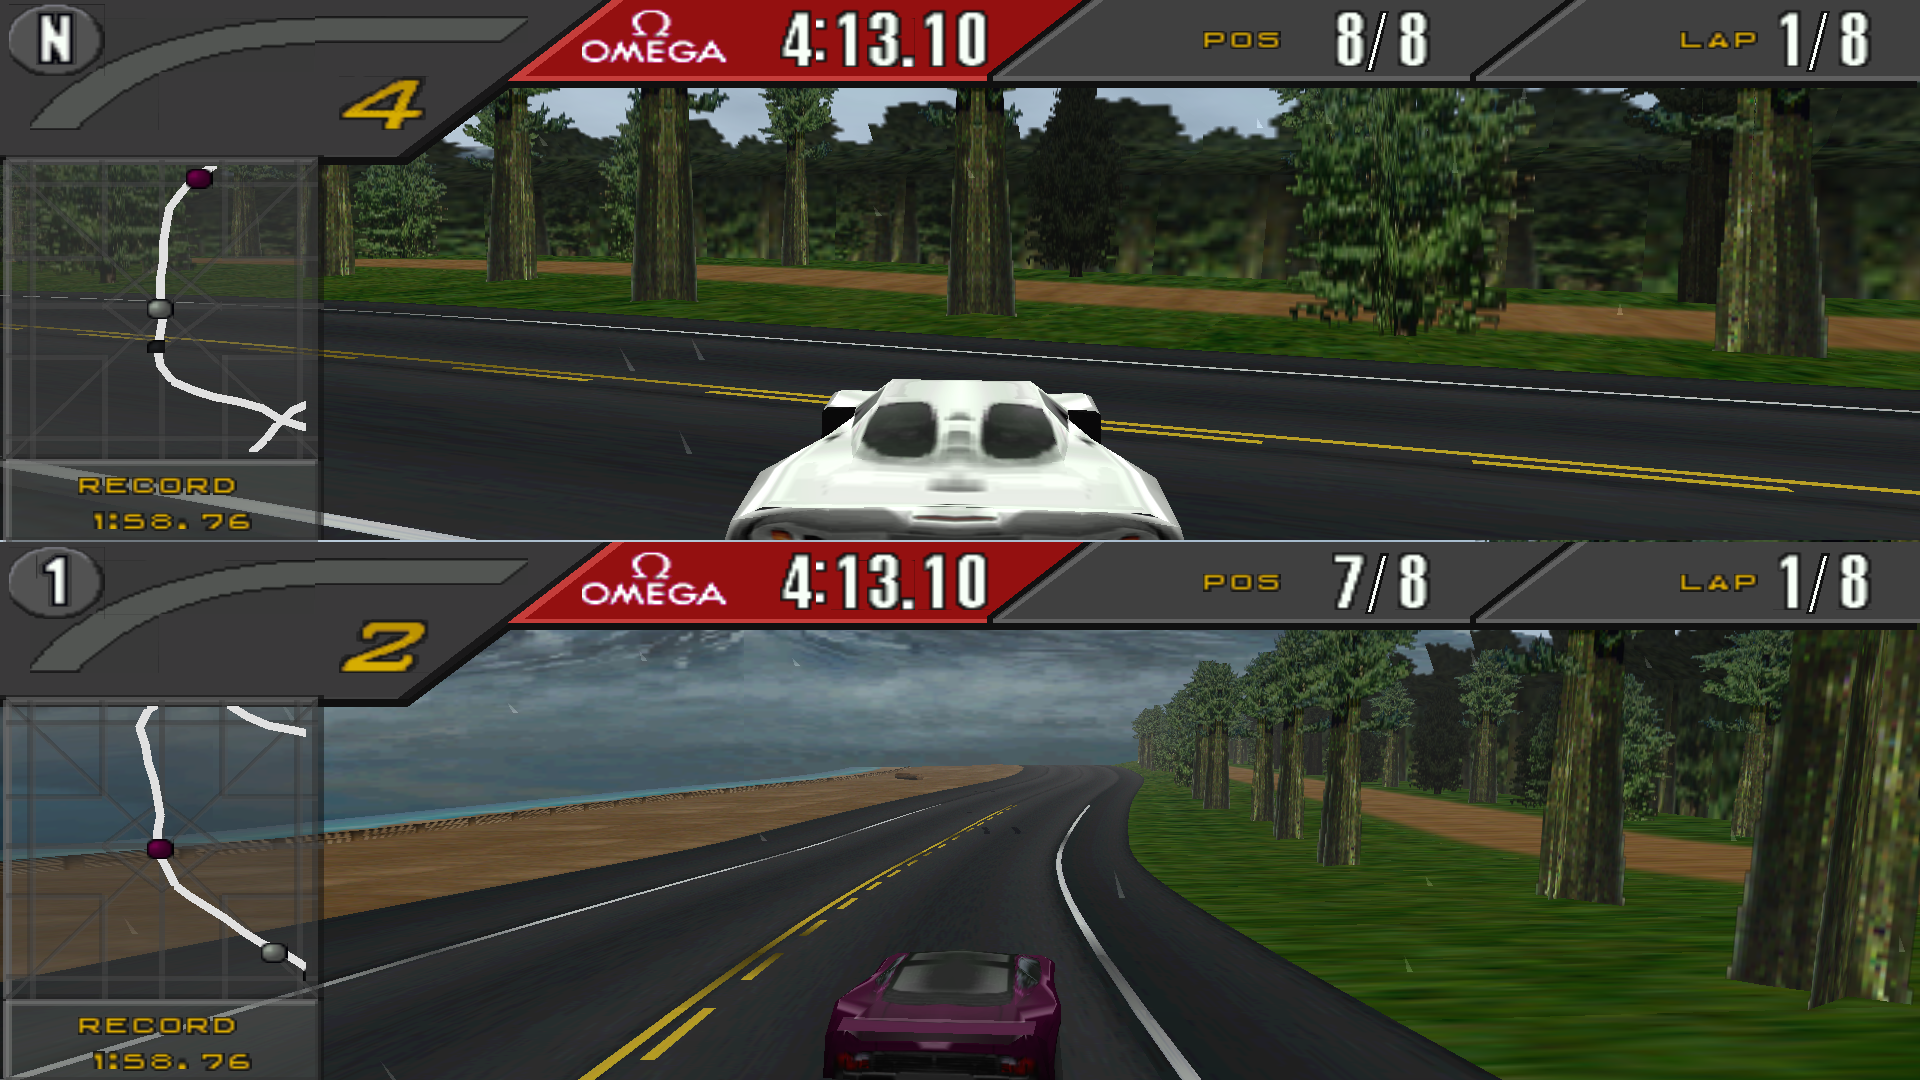 N
Ω
OMEGA 4:13.10 POS 8/8 LAP 1/8
4
RECORD
1:58.76
1
Ω
OMEGA 4:13.10 POS 7/8 LAP 1/8
2
RECORD
1:58.76